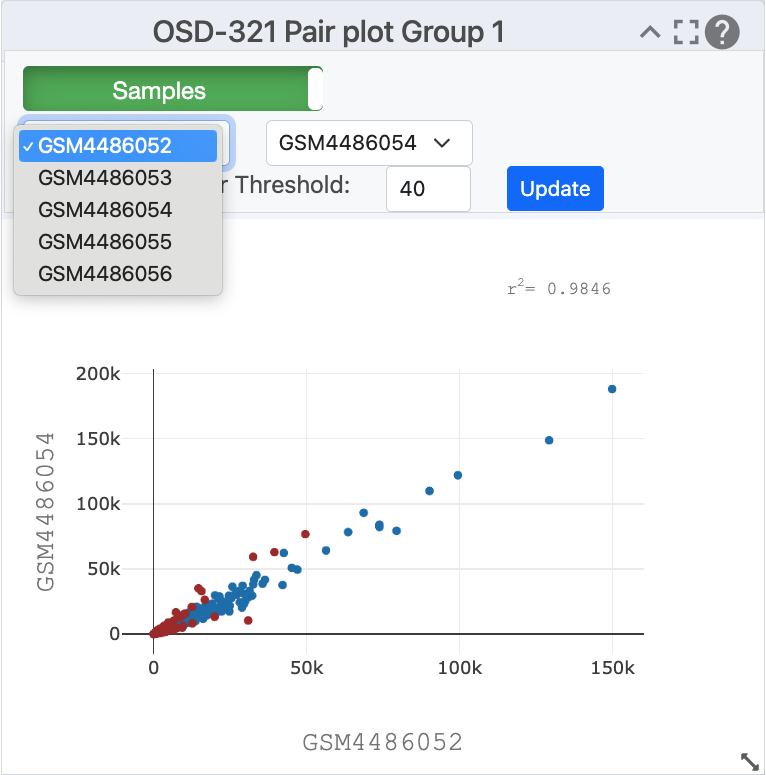 OSD-321 Pair plot Group 1
?
Samples
✓ GSM4486052
GSM4486054
GSM4486053
r Threshold:
40
Update
GSM4486054
GSM4486055
GSM4486056
r²= 0.9846
200k
150k
100k
50k
0
GSM4486054
0
50k
100k
150k
GSM4486052